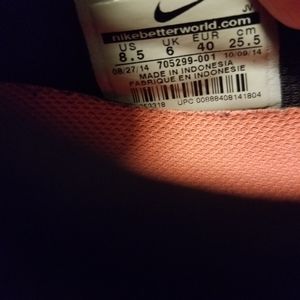 nikebetterworld.com
US UK EUR cm
8.5 6 40 25.5
08/27/14 705299-001 10/09/14
MADE IN INDONESIA
FABRIQUÉ EN INDONESIE
UPC 00888408141804